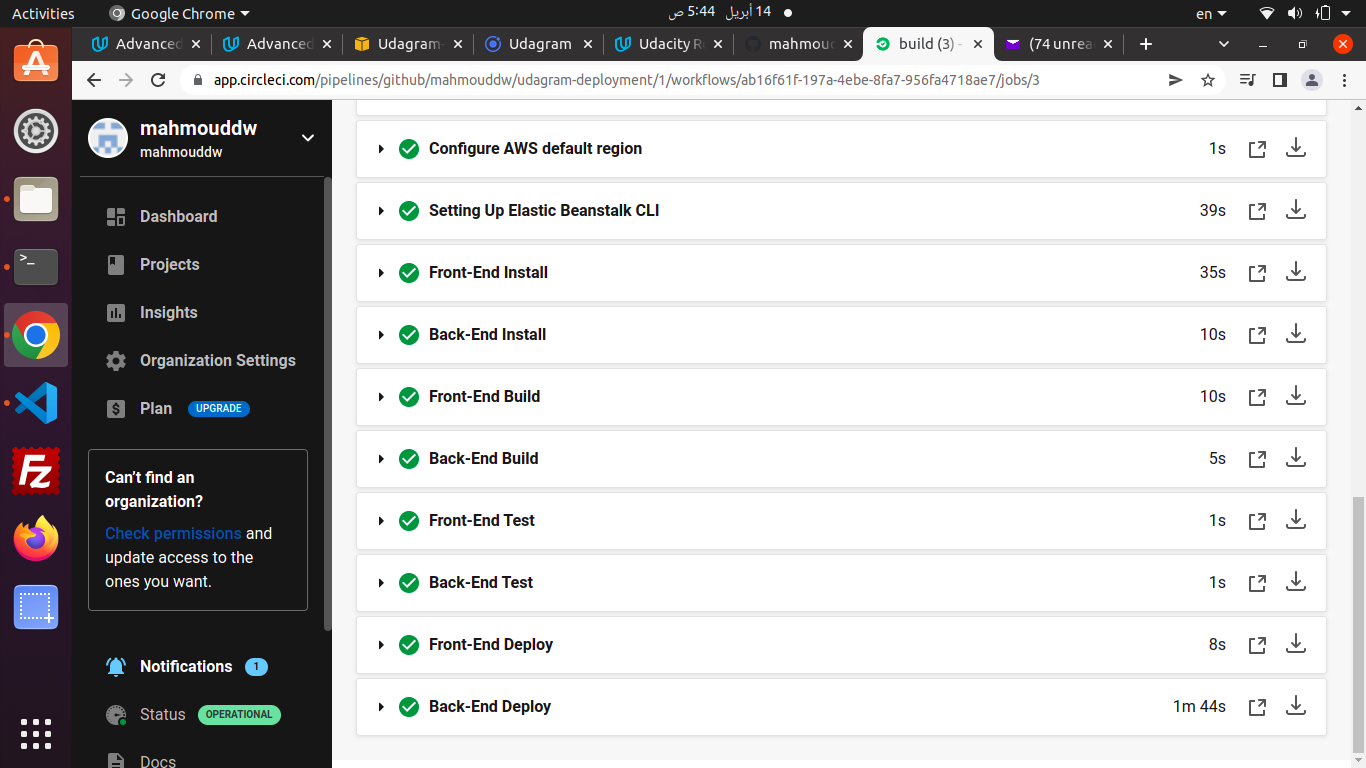 Activities
Google Chrome
14 أبريل 5:44 ص
en
Advanced
Advanced
Udagram-
Udagram
Udacity R
mahmoud
build (3) -
(74 unrea
app.circleci.com/pipelines/github/mahmouddw/udagram-deployment/1/workflows/ab16f61f-197a-4ebe-8fa7-956fa4718ae7/jobs/3
mahmouddw
mahmouddw
Dashboard
Projects
Insights
Organization Settings
Plan UPGRADE
Can't find an
organization?
Check permissions and
update access to the
ones you want.
Notifications 1
Status OPERATIONAL
Docs
Configure AWS default region 1s
Setting Up Elastic Beanstalk CLI 39s
Front-End Install 35s
Back-End Install 10s
Front-End Build 10s
Back-End Build 5s
Front-End Test 1s
Back-End Test 1s
Front-End Deploy 8s
Back-End Deploy 1m 44s